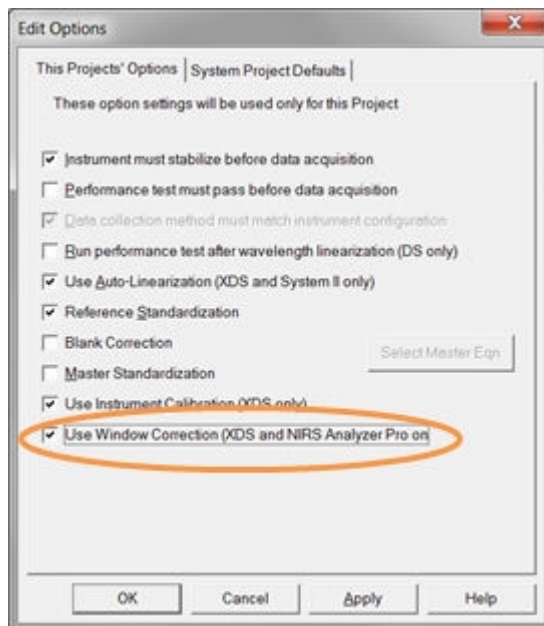 Edit Options
This Projects' Options
System Project Defaults
These option settings will be used only for this Project
Instrument must stabilize before data acquisition
Performance test must pass before data acquisition
Data collection method must match instrument configuration
Run performance test after wavelength linearization (DS only)
Use Auto-Linearization (XDS and System II only)
Reference Standardization
Blank Correction
Select Master Eqn
Master Standardization
Use Instrument Calibration (XDS only)
Use Window Correction (XDS and NIRS Analyzer Pro on
OK
Cancel
Apply
Help